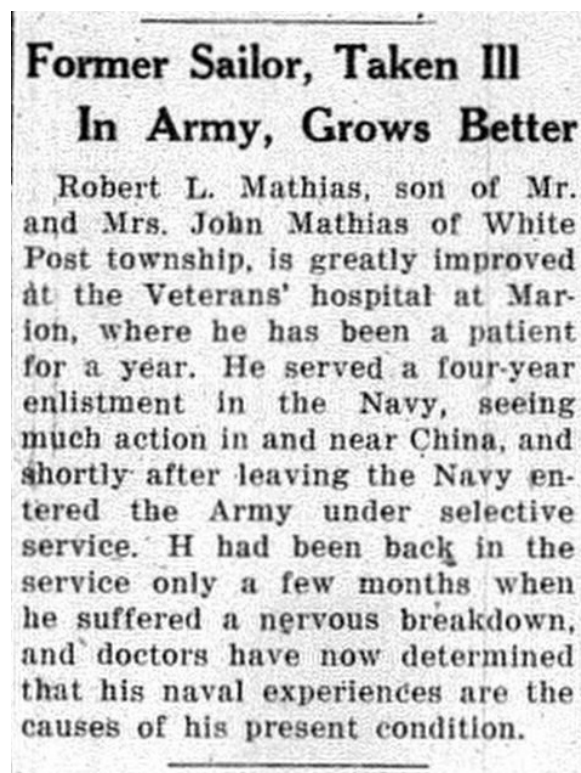 Former Sailor, Taken Ill
In Army, Grows Better
Robert L. Mathias, son of Mr.
and Mrs. John Mathias of White
Post township, is greatly improved
at the Veterans' hospital at Mar-
ion, where he has been a patient
for a year. He served a four-year
enlistment in the Navy, seeing
much action in and near China, and
shortly after leaving the Navy en-
tered the Army under selective
service. H had been back in the
service only a few months when
he suffered a nervous breakdown,
and doctors have now determined
that his naval experiences are the
causes of his present condition.